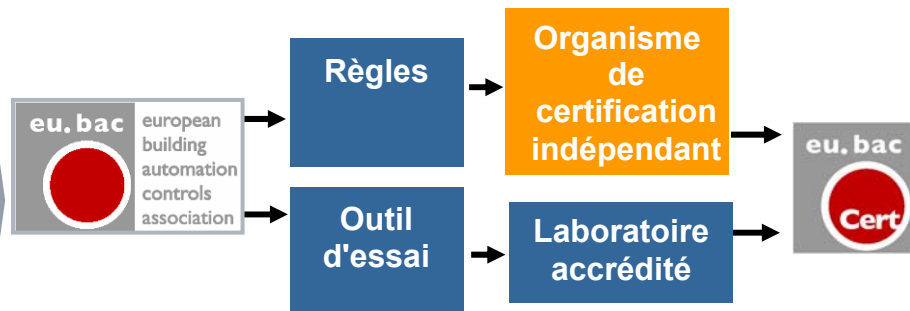 eu.bac
european
building
automation
controls
association
Règles
Organisme
de
certification
indépendant
Outil
d'essai
Laboratoire
accrédité
eu.bac
Cert